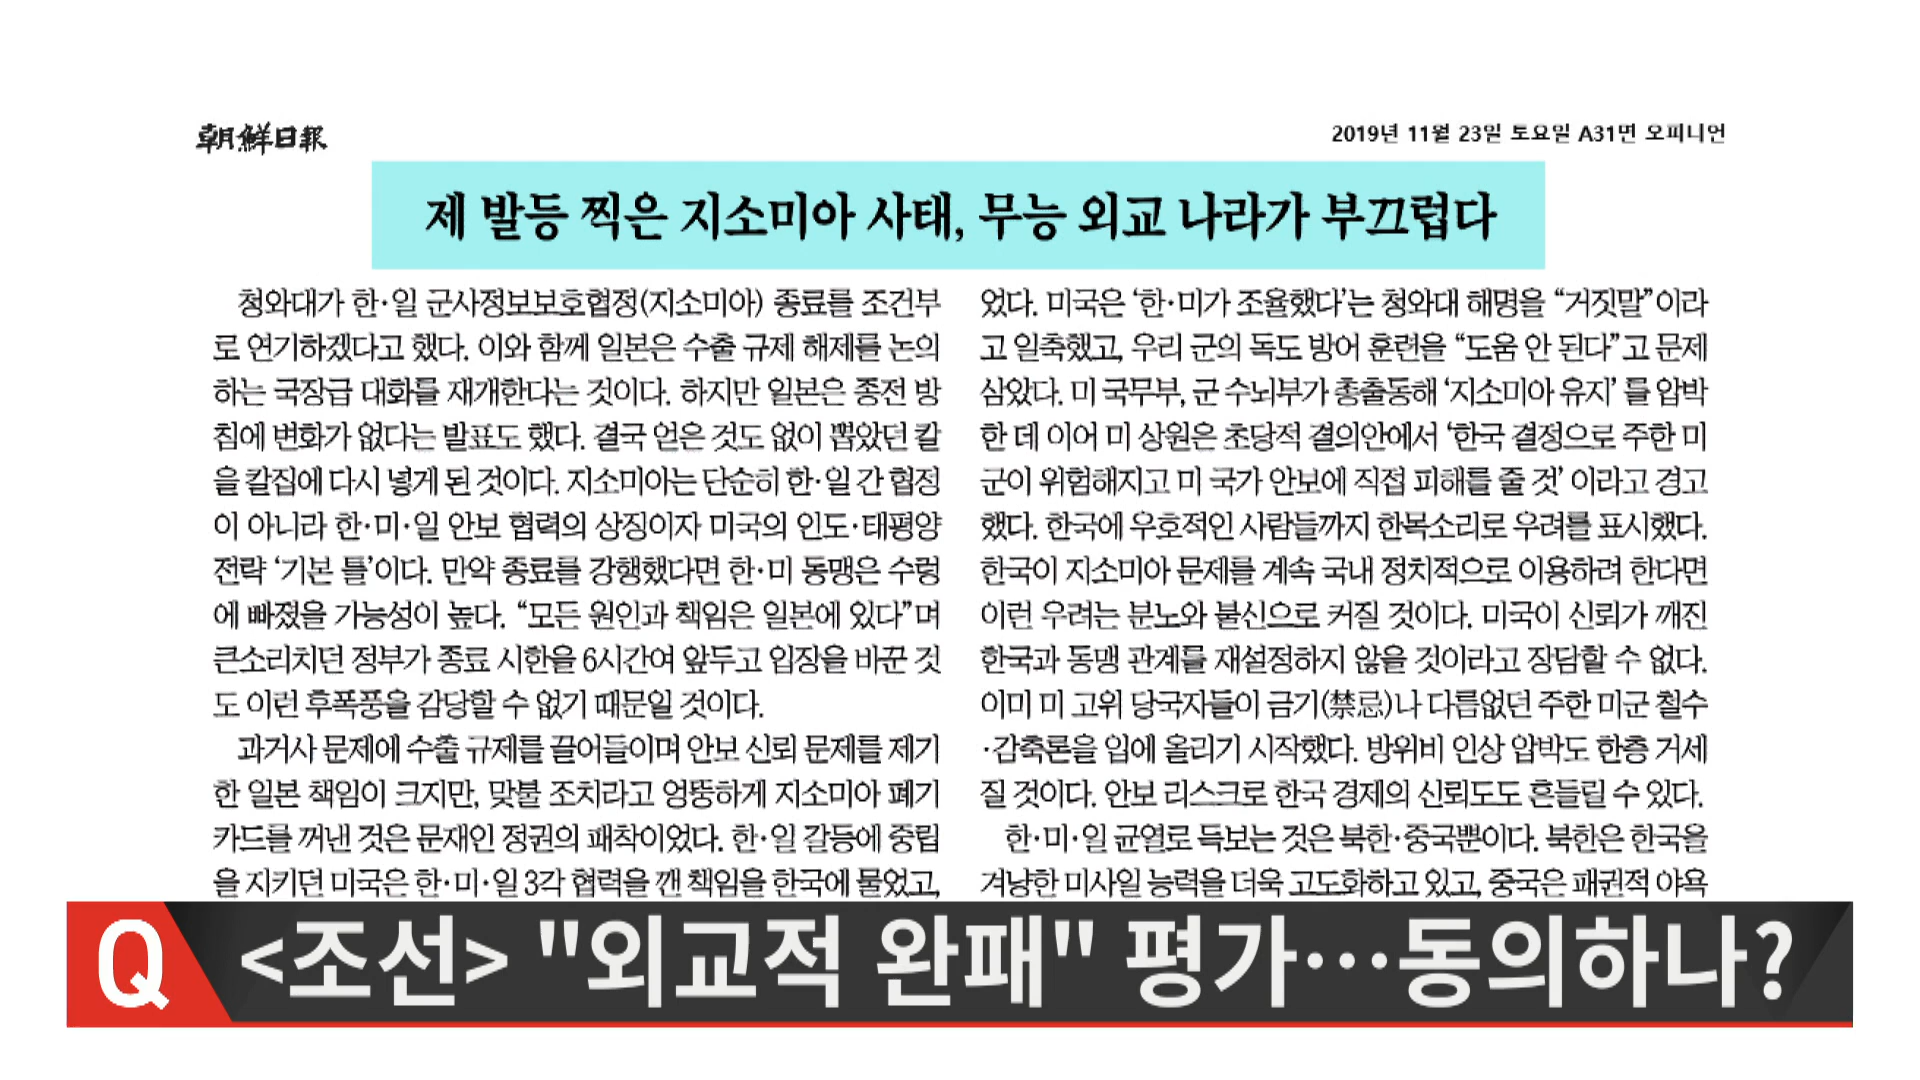 朝鮮日報
2019년 11월 23일 토요일 A31면 오피니언
제 발등 찍은 지소미아 사태, 무능 외교 나라가 부끄럽다
청와대가 한·일 군사정보보호협정(지소미아) 종료를 조건부
로 연기하겠다고 했다. 이와 함께 일본은 수출 규제 해제를 논의
하는 국장급 대화를 재개한다는 것이다. 하지만 일본은 종전 방
침에 변화가 없다는 발표도 했다. 결국 얻은 것도 없이 뽑았던 칼
을 칼집에 다시 넣게 된 것이다. 지소미아는 단순히 한·일 간 협정
이 아니라 한·미·일 안보 협력의 상징이자 미국의 인도·태평양
전략 ‘기본 틀’이다. 만약 종료를 강행했다면 한·미 동맹은 수렁
에 빠졌을 가능성이 높다. “모든 원인과 책임은 일본에 있다”며
큰소리치던 정부가 종료 시한을 6시간여 앞두고 입장을 바꾼 것
도 이런 후폭풍을 감당할 수 없기 때문일 것이다.
과거사 문제에 수출 규제를 끌어들이며 안보 신뢰 문제를 제기
한 일본 책임이 크지만, 맞불 조치라고 엉뚱하게 지소미아 폐기
카드를 꺼낸 것은 문재인 정권의 패착이었다. 한·일 갈등에 중립
을 지키던 미국은 한·미·일 3각 협력을 깬 책임을 한국에 물었고,
었다. 미국은 ‘한·미가 조율했다’는 청와대 해명을 “거짓말”이라
고 일축했고, 우리 군의 독도 방어 훈련을 “도움 안 된다”고 문제
삼았다. 미 국무부, 군 수뇌부가 총출동해 ‘지소미아 유지’를 압박
한 데 이어 미 상원은 초당적 결의안에서 ‘한국 결정으로 주한 미
군이 위험해지고 미 국가 안보에 직접 피해를 줄 것’이라고 경고
했다. 한국에 우호적인 사람들까지 한목소리로 우려를 표시했다.
한국이 지소미아 문제를 계속 국내 정치적으로 이용하려 한다면
이런 우려는 분노와 불신으로 커질 것이다. 미국이 신뢰가 깨진
한국과 동맹 관계를 재설정하지 않을 것이라고 장담할 수 없다.
이미 미 고위 당국자들이 금기(禁忌)나 다름없던 주한 미군 철수
·감축론을 입에 올리기 시작했다. 방위비 인상 압박도 한층 거세
질 것이다. 안보 리스크로 한국 경제의 신뢰도도 흔들릴 수 있다.
한·미·일 균열로 득보는 것은 북한·중국뿐이다. 북한은 한국을
겨냥한 미사일 능력을 더욱 고도화하고 있고, 중국은 패권적 야욕
Q <조선> "외교적 완패" 평가…동의하나?